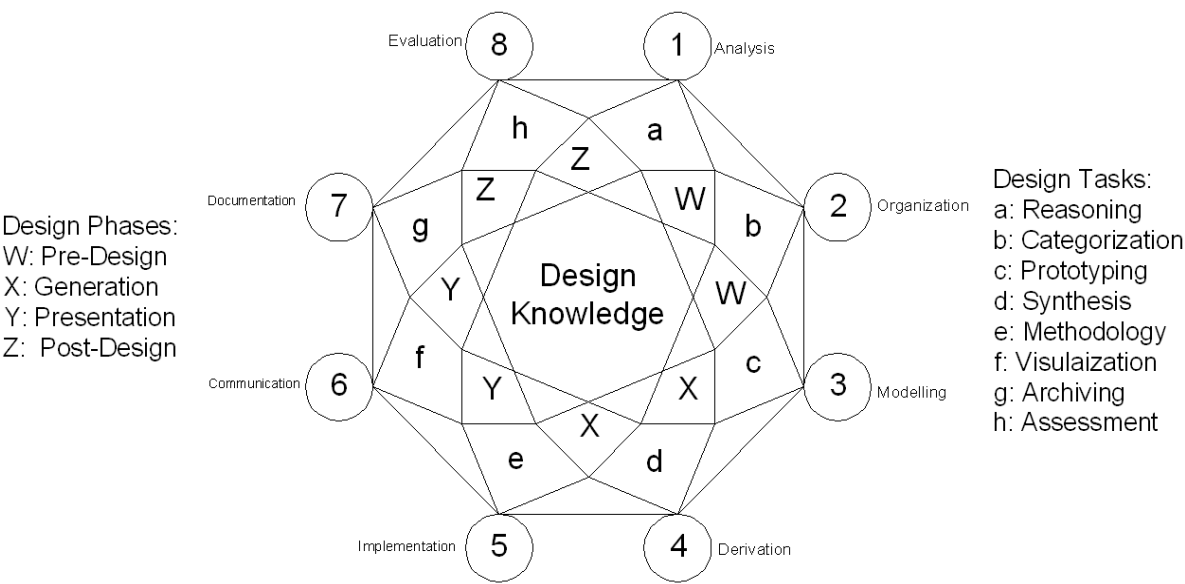 Evaluation 8
1 Analysis
h
a
Z
Documentation 7
Z
W
2 Organization
g
b
Design Phases:
W: Pre-Design
X: Generation
Y: Presentation
Z: Post-Design
Y
Design
Knowledge
W
Design Tasks:
a: Reasoning
b: Categorization
c: Prototyping
d: Synthesis
e: Methodology
f: Visulaization
g: Archiving
h: Assessment
f
c
Communication 6
Y
X
3 Modelling
X
e
d
Implementation 5
4 Derivation